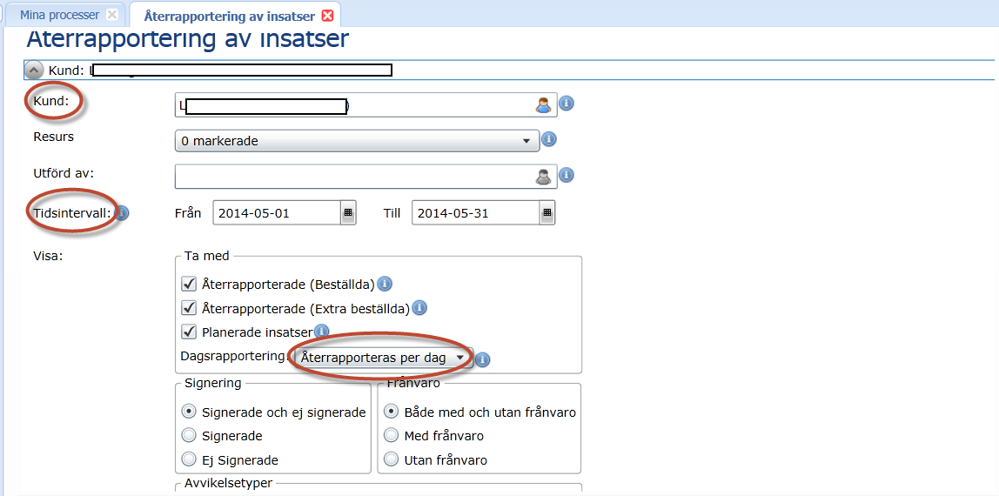 Mina processer
Återrapportering av insatser
Återrapportering av insatser
Kund:
Kund: L
Resurs 0 markerade
Utförd av:
Tidsintervall: Från 2014-05-01 Till 2014-05-31
Visa: Ta med
Återrapporterade (Beställda)
Återrapporterade (Extra beställda)
Planerade insatser
Dagsrapportering: Återrapporteras per dag
Signering
Signerade och ej signerade
Signerade
Ej Signerade
Frånvaro
Både med och utan frånvaro
Med frånvaro
Utan frånvaro
Avvikelsetyper